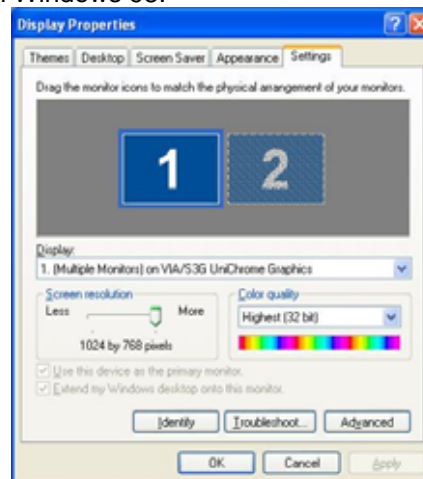 Display Properties
Themes Desktop Screen Saver Appearance Settings
Drag the monitor icons to match the physical arrangement of your monitors.
1 2
Display:
1. (Multiple Monitors) on VIA/S3G UniChrome Graphics
Screen resolution Color quality
Less More Highest (32 bit)
1024 by 768 pixels
Use this device as the primary monitor.
Extend my Windows desktop onto this monitor.
Identify Troubleshoot... Advanced
OK Cancel Apply